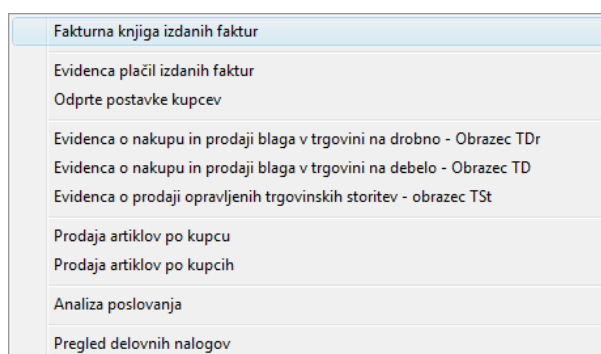 Fakturna knjiga izdanih faktur
Evidenca plačil izdanih faktur
Odprte postavke kupcev
Evidenca o nakupu in prodaji blaga v trgovini na drobno - Obrazec TDr
Evidenca o nakupu in prodaji blaga v trgovini na debelo - Obrazec TD
Evidenca o prodaji opravljenih trgovinskih storitev - obrazec TSt
Prodaja artiklov po kupcu
Prodaja artiklov po kupcih
Analiza poslovanja
Pregled delovnih nalogov